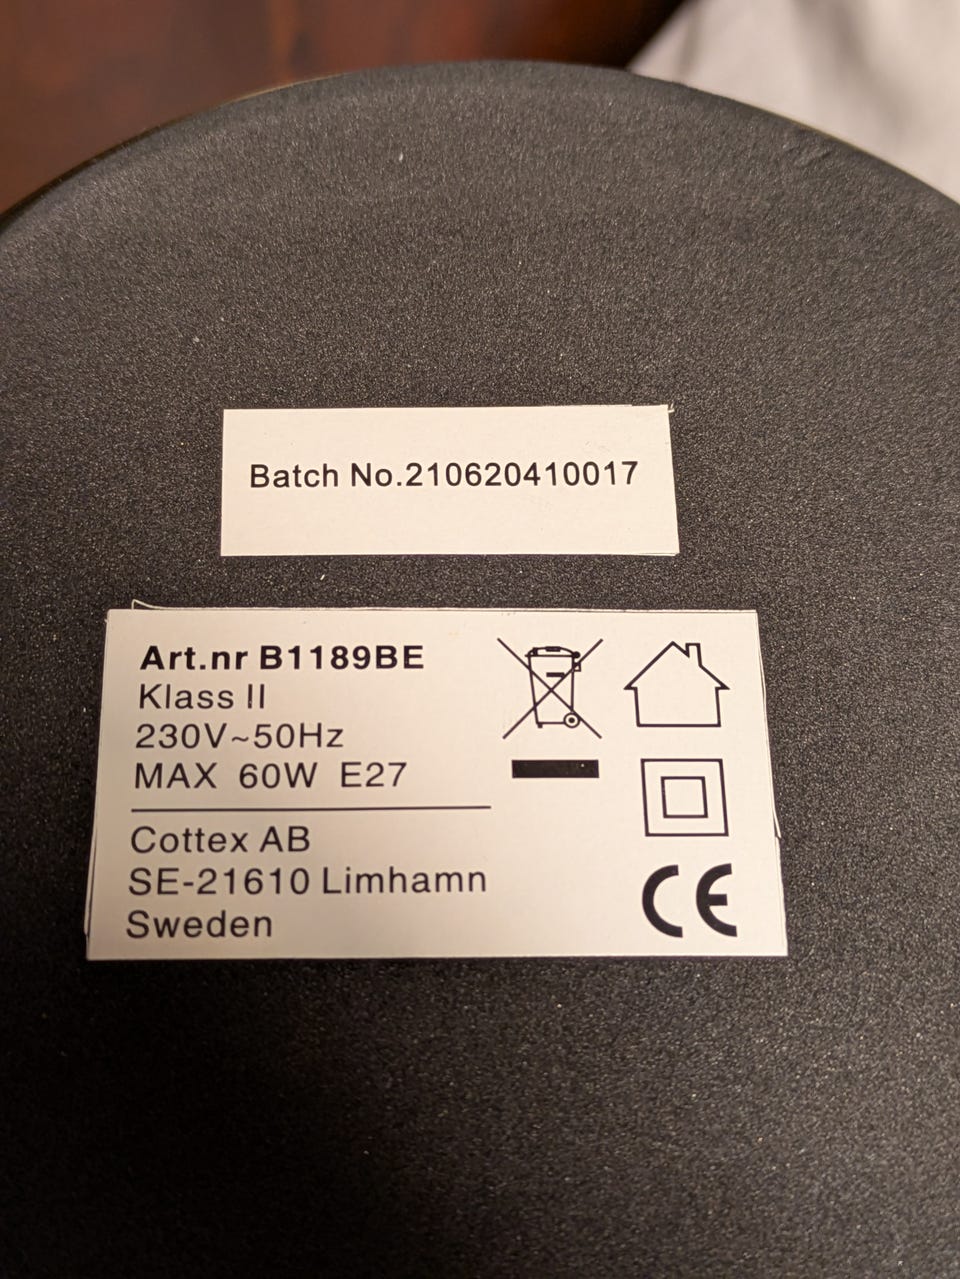 Batch No.210620410017
Art.nr B1189BE
Klass II
230V~50Hz
MAX 60W E27
Cottex AB
SE-21610 Limhamn
Sweden
CE